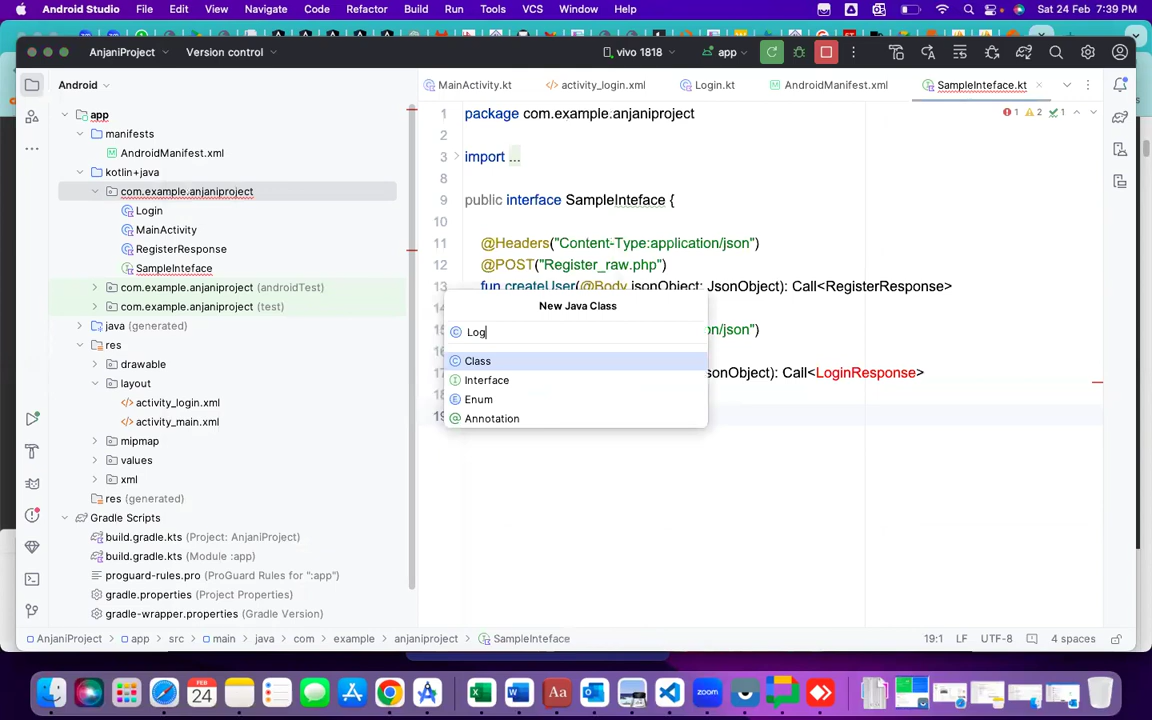 Android Studio File Edit View Navigate Code Refactor Build Run Tools VCS Window Help Sat 24 Feb 7:39 PM
AnjaniProject Version control vivo 1818 app
Android
MainActivity.kt activity_login.xml Login.kt AndroidManifest.xml SampleInteface.kt
app
manifests
AndroidManifest.xml
kotlin+java
com.example.anjaniproject
Login
MainActivity
RegisterResponse
SampleInteface
com.example.anjaniproject (androidTest)
com.example.anjaniproject (test)
java (generated)
res
drawable
layout
activity_login.xml
activity_main.xml
mipmap
values
xml
res (generated)
Gradle Scripts
build.gradle.kts (Project: AnjaniProject)
build.gradle.kts (Module :app)
proguard-rules.pro (ProGuard Rules for ":app")
gradle.properties (Project Properties)
gradle-wrapper.properties (Gradle Version)
1 package com.example.anjaniproject 1 2 1
2
3 import ...
8
9 public interface SampleInteface {
10
11 @Headers("Content-Type:application/json")
12 @POST("Register_raw.php")
13 fun createUser(@Body jsonObject: JsonObject): Call<RegisterResponse>
New Java Class
Log
Class
Interface
Enum
Annotation
n/json")
sonObject): Call<LoginResponse>
AnjaniProject app src main java com example anjaniproject SampleInteface 19:1 LF UTF-8 4 spaces
FEB
24
Aa
zoom